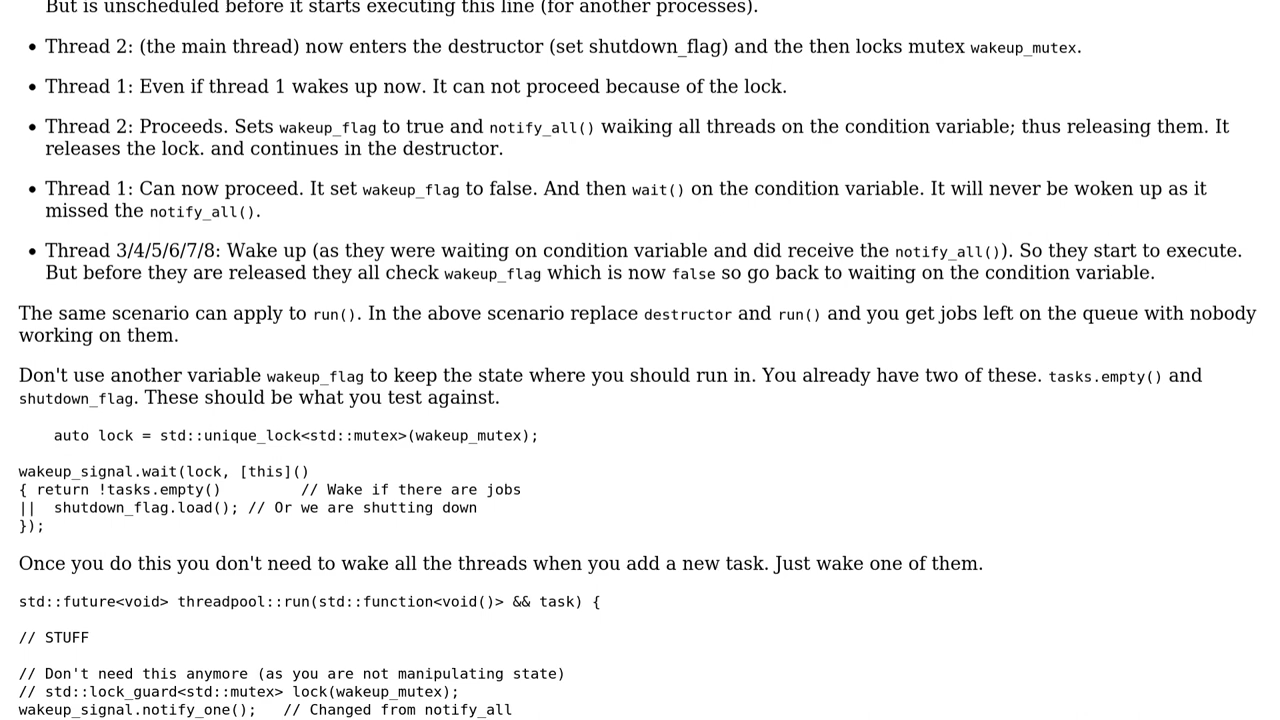 But is unscheduled before it starts executing this line (for another processes).
• Thread 2: (the main thread) now enters the destructor (set shutdown_flag) and the then locks mutex wakeup_mutex.
• Thread 1: Even if thread 1 wakes up now. It can not proceed because of the lock.
• Thread 2: Proceeds. Sets wakeup_flag to true and notify_all() waiking all threads on the condition variable; thus releasing them. It
releases the lock. and continues in the destructor.
• Thread 1: Can now proceed. It set wakeup_flag to false. And then wait() on the condition variable. It will never be woken up as it
missed the notify_all().
• Thread 3/4/5/6/7/8: Wake up (as they were waiting on condition variable and did receive the notify_all()). So they start to execute.
But before they are released they all check wakeup_flag which is now false so go back to waiting on the condition variable.
The same scenario can apply to run(). In the above scenario replace destructor and run() and you get jobs left on the queue with nobody
working on them.
Don't use another variable wakeup_flag to keep the state where you should run in. You already have two of these. tasks.empty() and
shutdown_flag. These should be what you test against.
    auto lock = std::unique_lock<std::mutex>(wakeup_mutex);
wakeup_signal.wait(lock, [this]()
{ return !tasks.empty()         // Wake if there are jobs
||  shutdown_flag.load(); // Or we are shutting down
});
Once you do this you don't need to wake all the threads when you add a new task. Just wake one of them.
std::future<void> threadpool::run(std::function<void()> && task) {
// STUFF
// Don't need this anymore (as you are not manipulating state)
// std::lock_guard<std::mutex> lock(wakeup_mutex);
wakeup_signal.notify_one();   // Changed from notify_all